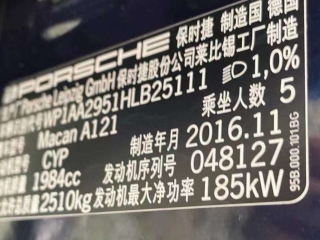 PORSCHE 保时捷 制造国 德国
Porsche Leipzig GmbH 保时捷股份公司莱比锡工厂制造
WP1AA2951HLB25111 1,0%
Macan A121 乘坐人数 5
CYP 制造年月 2016.11
1984cc 发动机序列号 048127
2510kg 发动机最大净功率 185kW
95B.000.101.BG